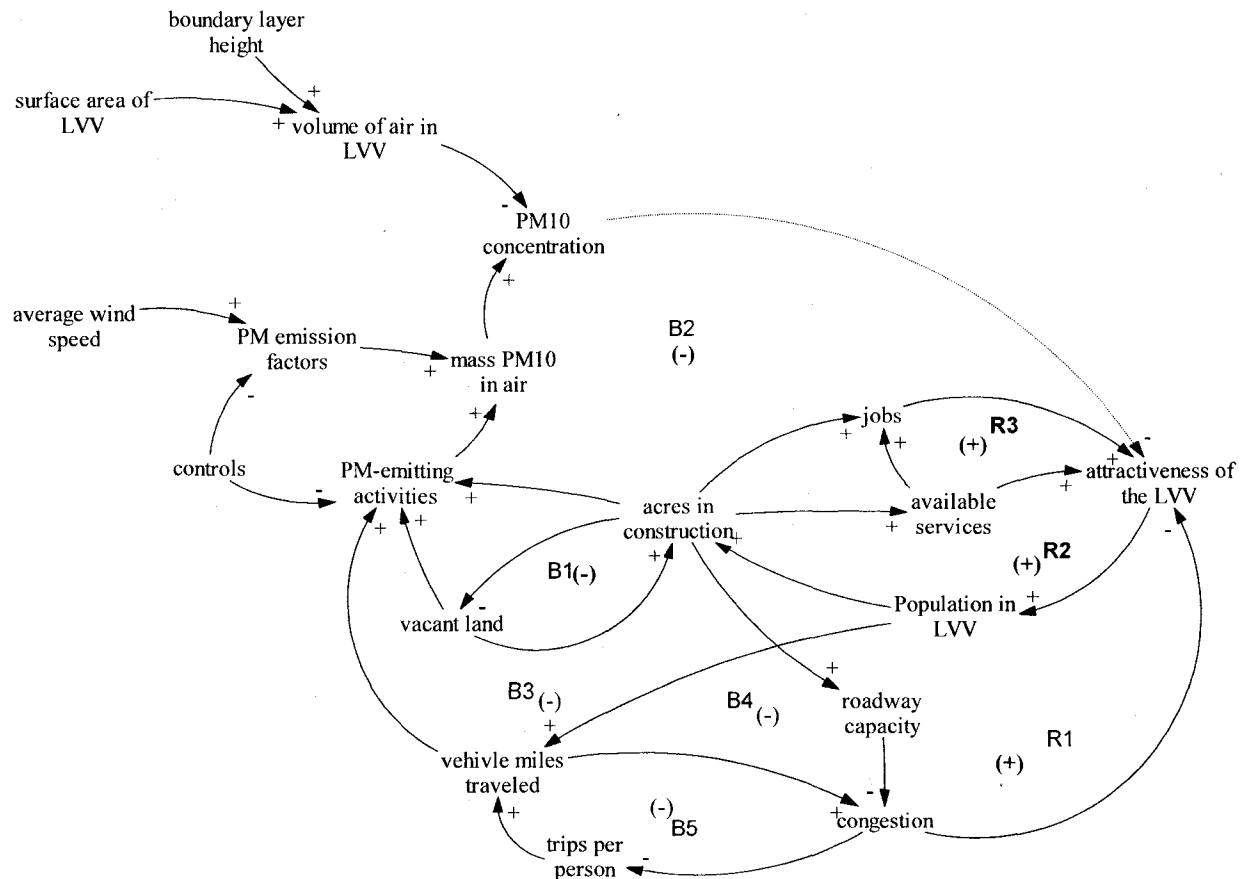 boundary layer
height
+
surface area of
LVV
+
volume of air in
LVV
-
PM10
concentration
+
average wind
speed
+
PM emission
factors
+
mass PM10
in air
B2
(-)
-
+
jobs
+
+
R3
(+)
-
+
controls
-
PM-emitting
activities
+
+
+
acres in
construction
+
+
+
available
services
+
attractiveness of
the LVV
-
B1(-)
-
vacant land
(+)R2
+
Population in
LVV
B3(-)
+
B4(-)
+
roadway
capacity
R1
(+)
vehivle miles
traveled
+
(-)
B5
-
+
congestion
trips per
person
-